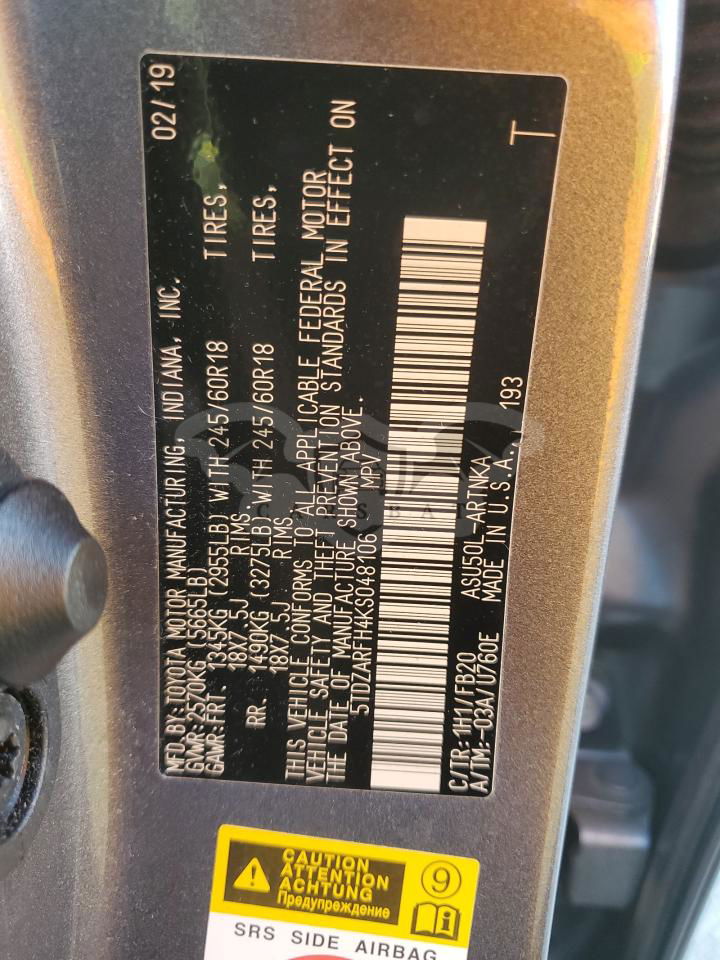 MFD.BY:TOYOTA MOTOR MANUFACTURING, INDIANA, INC. 02/19
GVWR:2570KG (5665LB)
GAWR:FRT. 1345KG (2955LB) WITH 245/60R18 TIRES,
18X7.5J RIMS
RR. 1490KG (3275LB) WITH 245/60R18 TIRES,
18X7.5J RIMS
THIS VEHICLE CONFORMS TO ALL APPLICABLE FEDERAL MOTOR
VEHICLE SAFETY AND THEFT PREVENTION STANDARDS IN EFFECT ON
THE DATE OF MANUFACTURE SHOWN ABOVE.
5TDZARFH4KS048106 MPV
C/TR:1H1/FB20 ASU50L-ARTNKA
A/TM:-03A/U760E MADE IN U.S.A. 193
T
CARSBAT
CAUTION
ATTENTION
ACHTUNG
Предупреждение
9
i
SRS SIDE AIRBAG